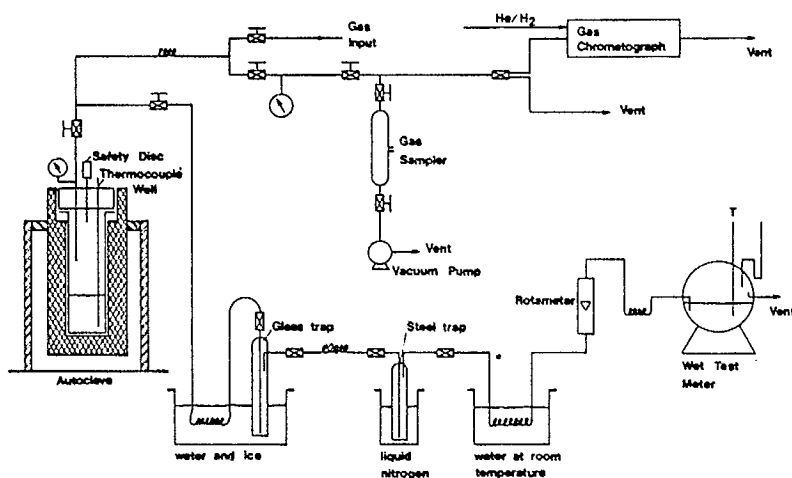 Gas
Input
He/H2
Gas
Chromatograph
Vent
Vent
Safety Disc
Thermocouple
Well
Gas
Sampler
Vent
Vacuum Pump
T
Glass trap
Steel trap
Rotameter
Vent
Wet Test
Meter
Autoclave
water and ice
liquid
nitrogen
water at room
temperature